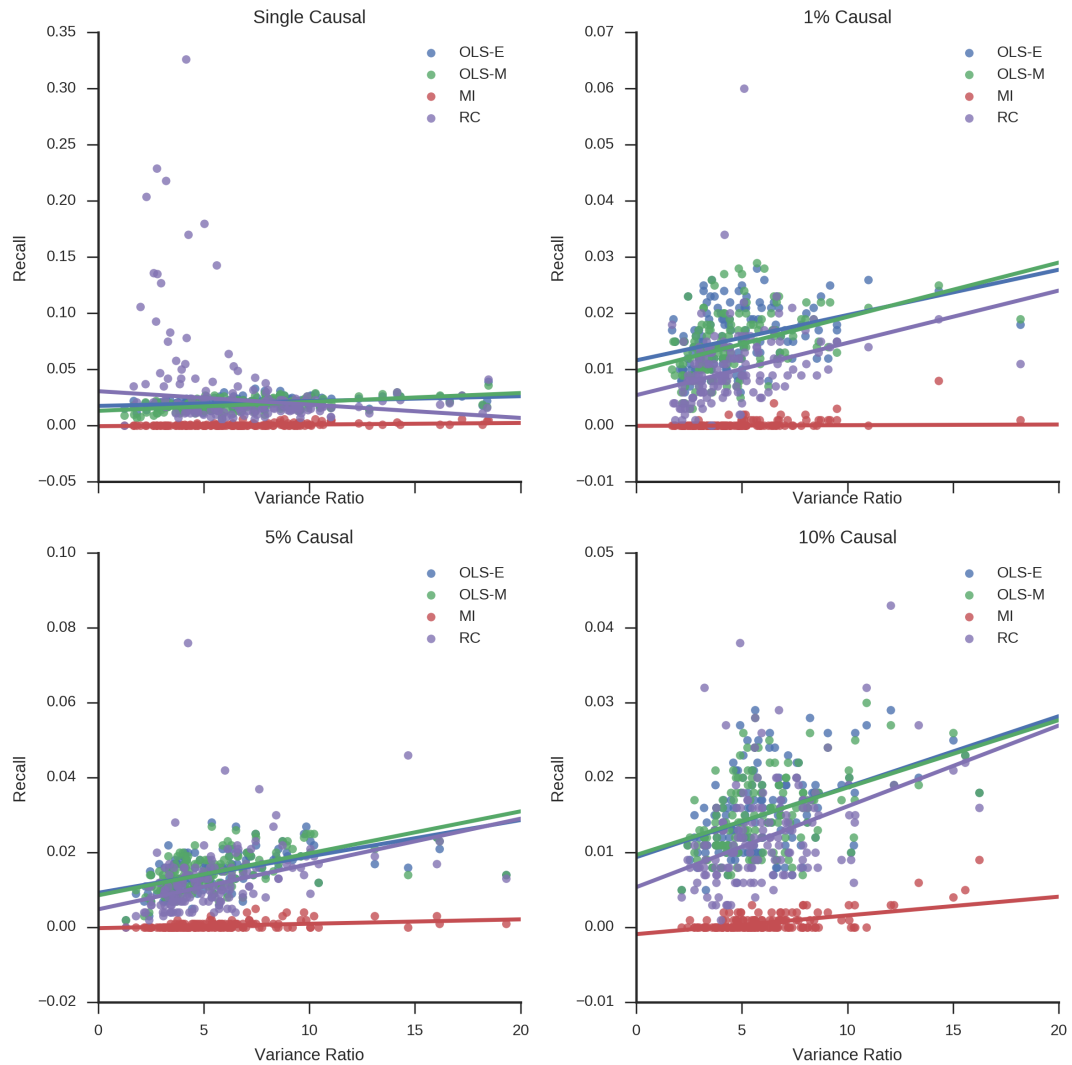 Single Causal
0.35
0.30
0.25
0.20
0.15
0.10
0.05
0.00
−0.05
Recall
Variance Ratio
OLS-E
OLS-M
MI
RC
1% Causal
0.07
0.06
0.05
0.04
0.03
0.02
0.01
0.00
−0.01
Recall
Variance Ratio
OLS-E
OLS-M
MI
RC
5% Causal
0.10
0.08
0.06
0.04
0.02
0.00
−0.02
Recall
0 5 10 15 20
Variance Ratio
OLS-E
OLS-M
MI
RC
10% Causal
0.05
0.04
0.03
0.02
0.01
0.00
−0.01
Recall
0 5 10 15 20
Variance Ratio
OLS-E
OLS-M
MI
RC